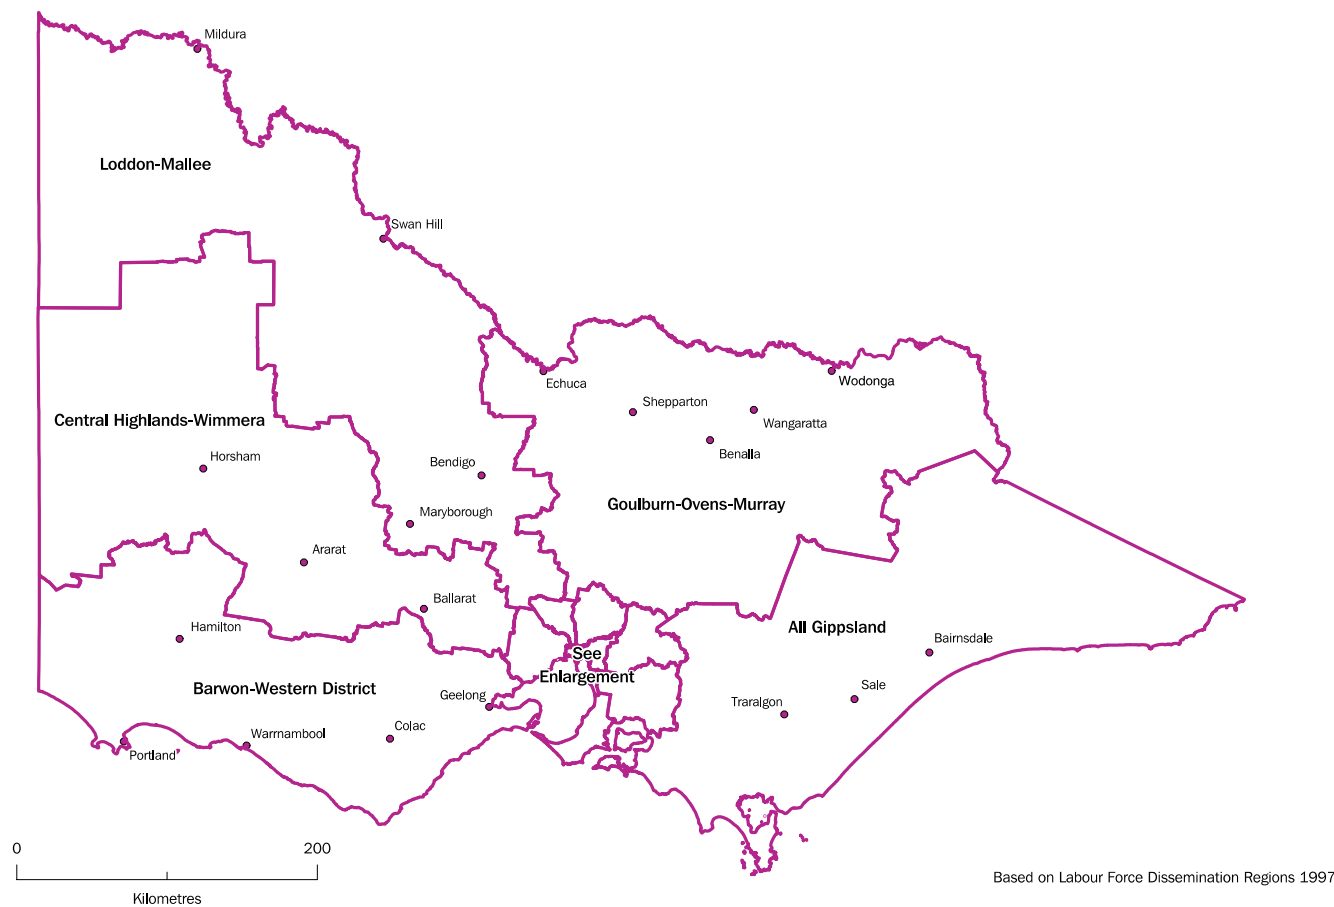 Mildura
Loddon-Mallee
Swan Hill
Echuca
Wodonga
Shepparton
Wangaratta
Central Highlands-Wimmera
Benalla
Horsham
Bendigo
Goulburn-Ovens-Murray
Maryborough
Ararat
Ballarat
Hamilton
All Gippsland
Bairnsdale
See
Enlargement
Barwon-Western District
Geelong
Sale
Traralgon
Colac
Warrnambool
Portland
0 200
Kilometres
Based on Labour Force Dissemination Regions 1997